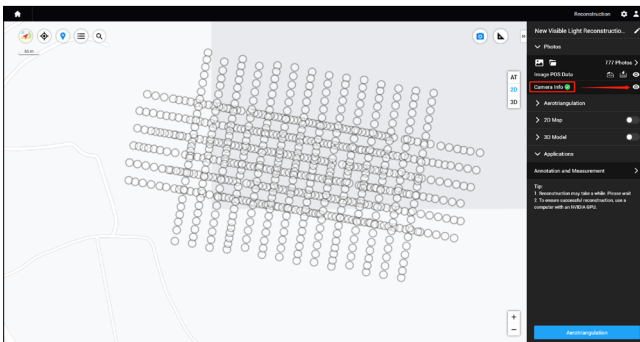 Reconstruction
60 m
New Visible Light Reconstructio...
Photos
777 Photos
Image POS Data
Camera Info
AT
2D
3D
Aerotriangulation
2D Map
3D Model
Applications
Annotation and Measurement
Tip:
1. Reconstruction may take a while. Please wait
2. To ensure successful reconstruction, use a
computer with an NVIDIA GPU.
+
−
Aerotriangulation